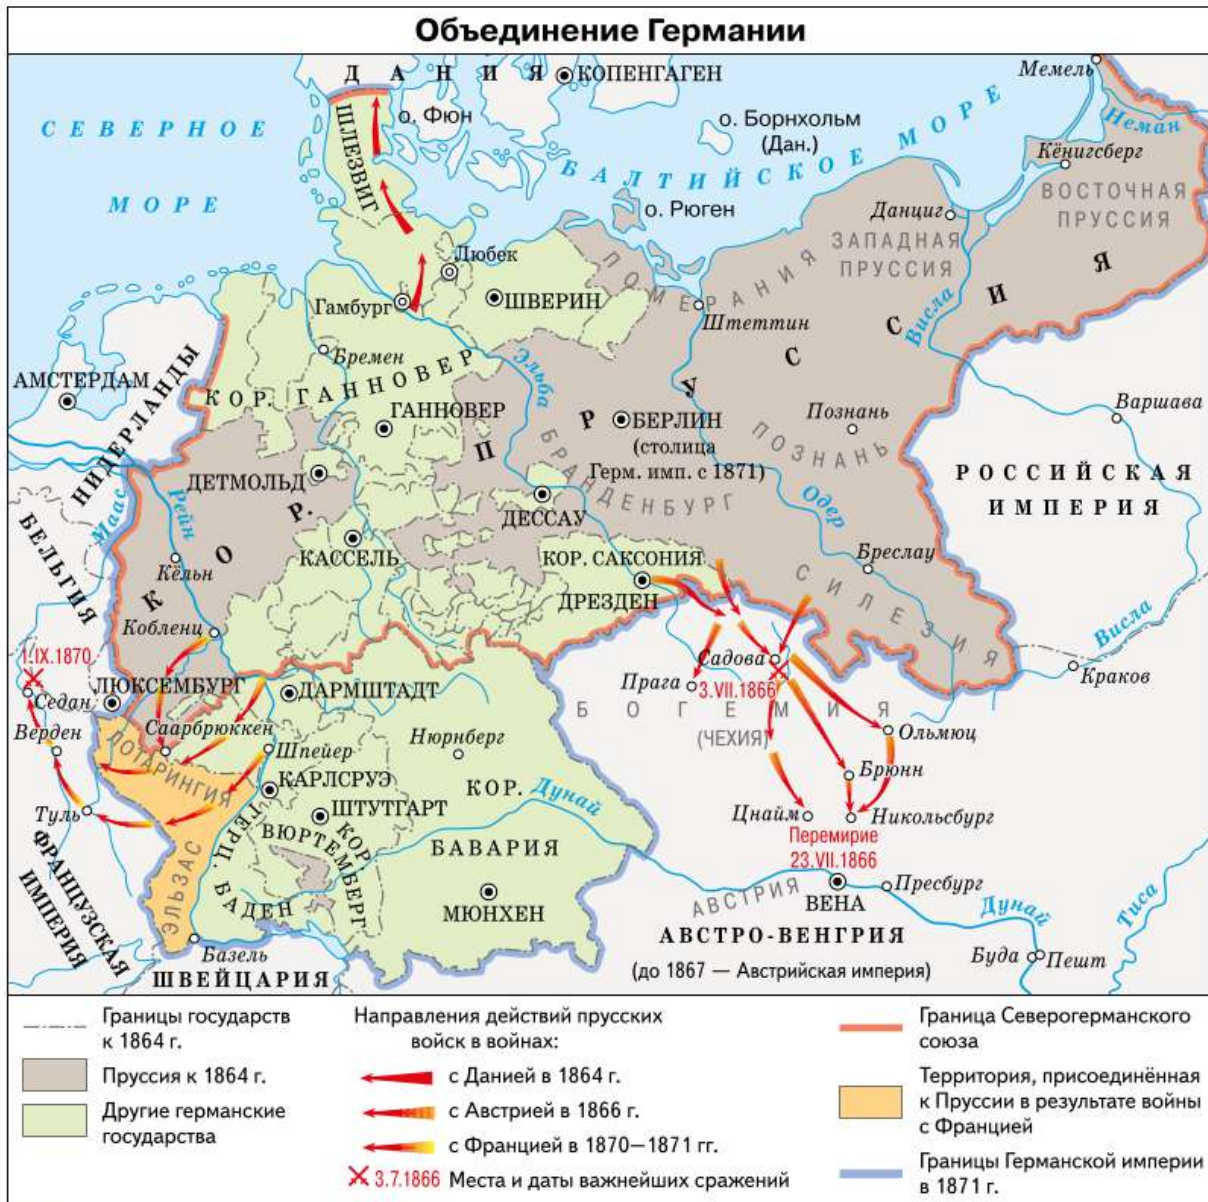 Объединение Германии
ДАНИЯ
КОПЕНГАГЕН
Мемель
о. Фюн
Неман
СЕВЕРНОЕ
МОРЕ
ШЛЕЗВИГ
о. Борнхольм
(Дан.)
БАЛТИЙСКОЕ МОРЕ
Кёнигсберг
ВОСТОЧНАЯ
ПРУССИЯ
о. Рюген
Данциг
ЗАПАДНАЯ
ПРУССИЯ
Любек
ПОМЕРАНИЯ
Гамбург
ШВЕРИН
Штеттин
Висла
Бремен
Эльба
НИДЕРЛАНДЫ
АМСТЕРДАМ
КОР. ГАННОВЕР
ГАННОВЕР
КОР. ПРУССИЯ
БЕРЛИН
(столица
Герм. имп. с 1871)
Познань
ПОЗНАНЬ
Варшава
БРАНДЕНБУРГ
РОССИЙСКАЯ
ИМПЕРИЯ
ДЕТМОЛЬД
Маас
Рейн
ДЕССАУ
Одер
БЕЛЬГИЯ
КАССЕЛЬ
КОР. САКСОНИЯ
Бреслау
Кёльн
ДРЕЗДЕН
СИЛЕЗИЯ
Висла
Кобленц
1.IX.1870
Садова
Краков
Седан
ЛЮКСЕМБУРГ
ДАРМШТАДТ
Прага
3.VII.1866
БОГЕМИЯ
(ЧЕХИЯ)
Верден
Саарбрюккен
ЛОТАРИНГИЯ
Шпейер
Нюрнберг
Ольмюц
Брюнн
КАРЛСРУЭ
Туль
ШТУТГАРТ
КОР.
БАВАРИЯ
Дунай
Цнайм
Никольсбург
Перемирие
23.VII.1866
ФРАНЦУЗСКАЯ
ИМПЕРИЯ
ЭЛЬЗАС
ГЕРЦ.
БАДЕН
КОР.
ВЮРТЕМБЕРГ
МЮНХЕН
АВСТРИЯ
ВЕНА
Пресбург
Дунай
Тиса
Базель
ШВЕЙЦАРИЯ
АВСТРО-ВЕНГРИЯ
(до 1867 — Австрийская империя)
Буда
Пешт
Границы государств
к 1864 г.
Пруссия к 1864 г.
Другие германские
государства
Направления действий прусских
войск в войнах:
с Данией в 1864 г.
с Австрией в 1866 г.
с Францией в 1870—1871 гг.
3.7.1866 Места и даты важнейших сражений
Граница Северогерманского
союза
Территория, присоединённая
к Пруссии в результате войны
с Францией
Границы Германской империи
в 1871 г.